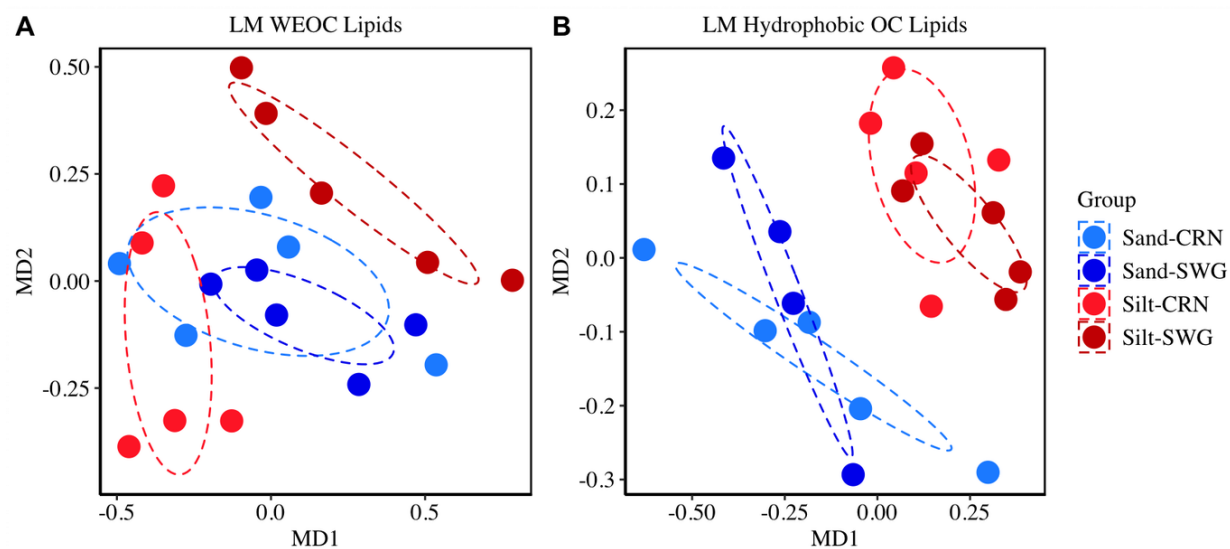 A
LM WEOC Lipids
0.50
0.25
0.00
-0.25
MD2
-0.5
0.0
0.5
MD1
B
LM Hydrophobic OC Lipids
0.2
0.1
0.0
-0.1
-0.2
-0.3
MD2
-0.50
-0.25
0.00
0.25
MD1
Group
Sand-CRN
Sand-SWG
Silt-CRN
Silt-SWG